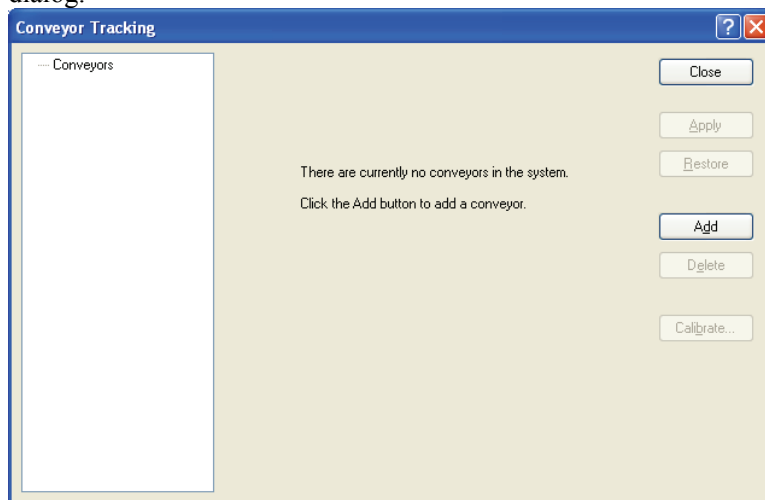 dialog.
Conveyor Tracking
Conveyors
Close
Apply
Restore
There are currently no conveyors in the system.
Click the Add button to add a conveyor.
Add
Delete
Calibrate...